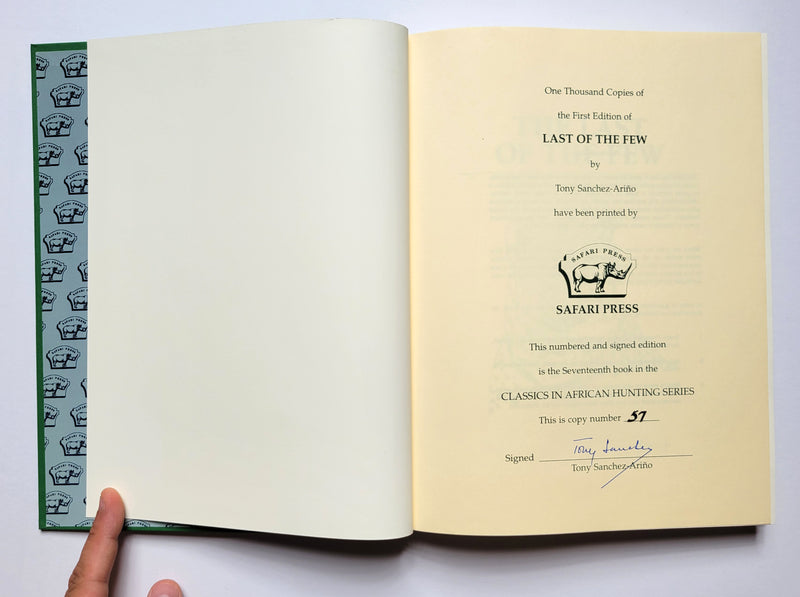 One Thousand Copies of
the First Edition of
LAST OF THE FEW
by
Tony Sanchez-Ariño
have been printed by
SAFARI PRESS
SAFARI PRESS
This numbered and signed edition
is the Seventeenth book in the
CLASSICS IN AFRICAN HUNTING SERIES
This is copy number 57
Signed Tony Sanchez
Tony Sanchez-Ariño